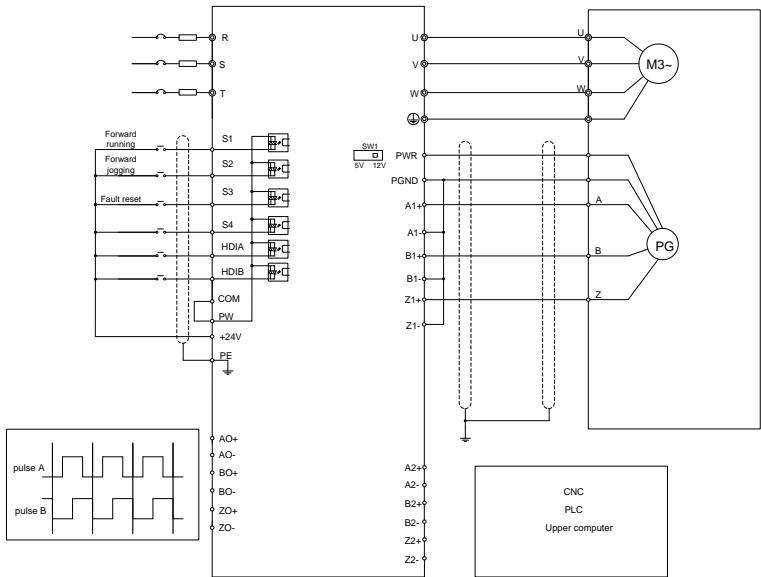 R
S
T
Forward
running
S1
Forward
jogging
S2
Fault reset
S3
S4
HDIA
HDIB
COM
PW
+24V
PE
pulse A
pulse B
AO+
AO-
BO+
BO-
ZO+
ZO-
U
V
W
SW1
5V 12V
PWR
PGND
A1+
A1-
B1+
B1-
Z1+
Z1-
A2+
A2-
B2+
B2-
Z2+
Z2-
U
V
W
M3~
A
B
Z
PG
CNC
PLC
Upper computer